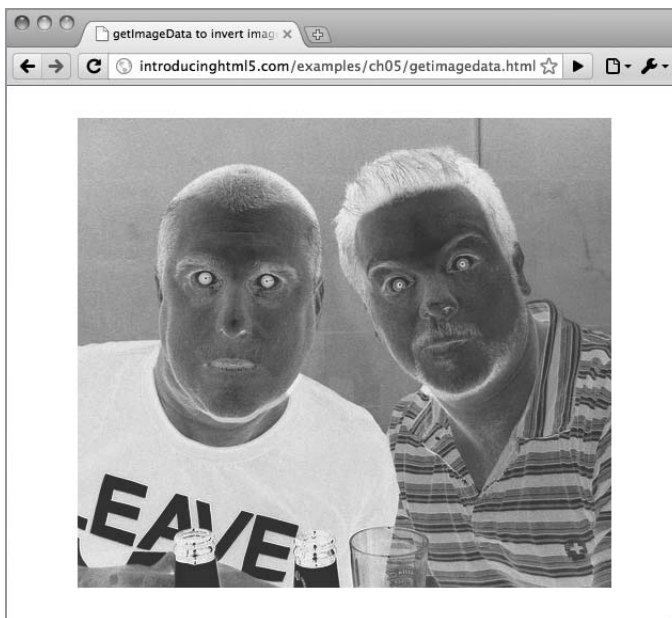 getImageData to invert imag
introducinghtml5.com/examples/ch05/getimagedata.html
LEAVE